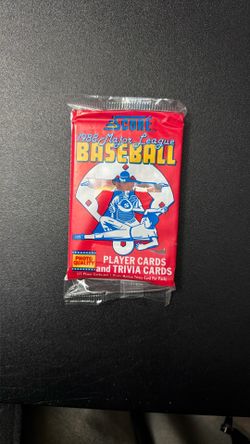 SCORE
1988 Major League
BASEBALL
PHOTO
QUALITY
PLAYER CARDS
and TRIVIA CARDS